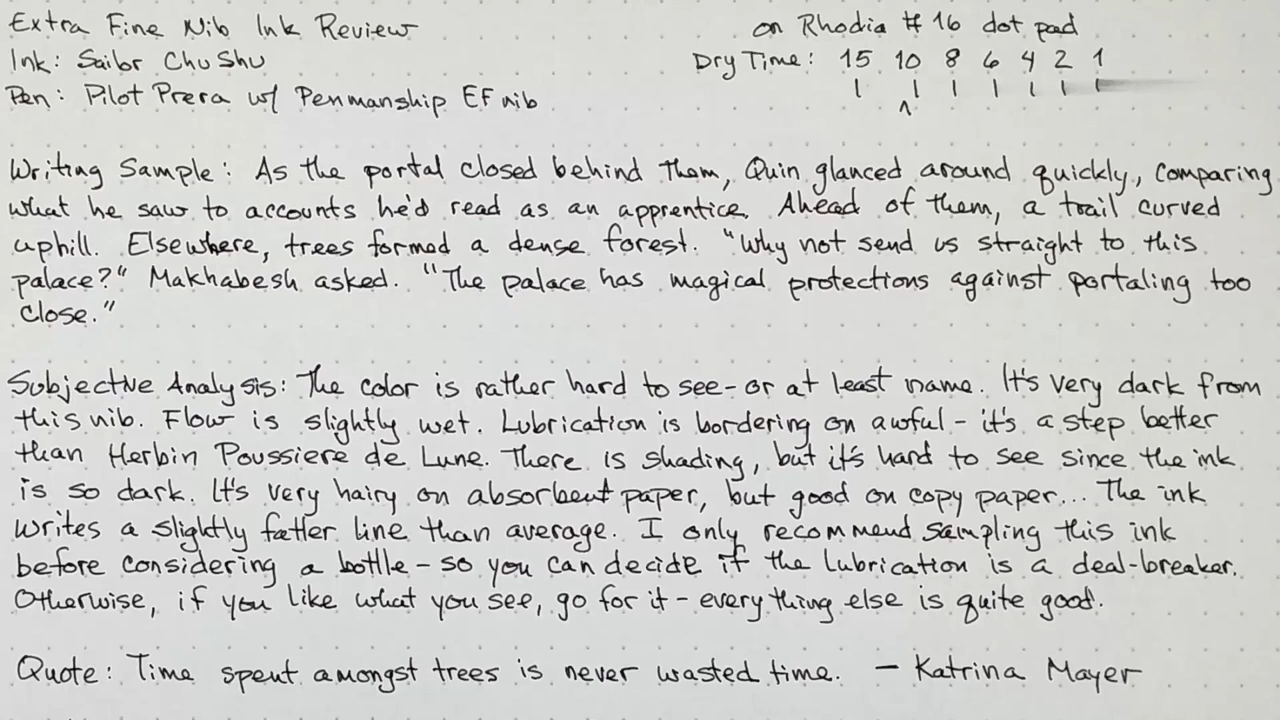 Extra Fine Nib Ink Review
on Rhodia #16 dot pad
Ink: Sailor Chu Shu
Dry Time: 15 10 8 6 4 2 1
Pen: Pilot Prera w/ Penmanship EF nib
Writing Sample: As the portal closed behind them, Quin glanced around quickly, comparing
what he saw to accounts he'd read as an apprentice. Ahead of them, a trail curved
uphill. Elsewhere, trees formed a dense forest. "Why not send us straight to this
palace?" Makhabesh asked. "The palace has magical protections against portaling too
close."
Subjective Analysis: The color is rather hard to see - or at least name. It's very dark from
this nib. Flow is slightly wet. Lubrication is bordering on awful - it's a step better
than Herbin Poussiere de Lune. There is shading, but it's hard to see since the ink
is so dark. It's very hairy on absorbent paper, but good on copy paper... The ink
writes a slightly fatter line than average. I only recommend sampling this ink
before considering a bottle - so you can decide if the lubrication is a deal-breaker.
Otherwise, if you like what you see, go for it - everything else is quite good.
Quote: Time spent amongst trees is never wasted time. - Katrina Mayer